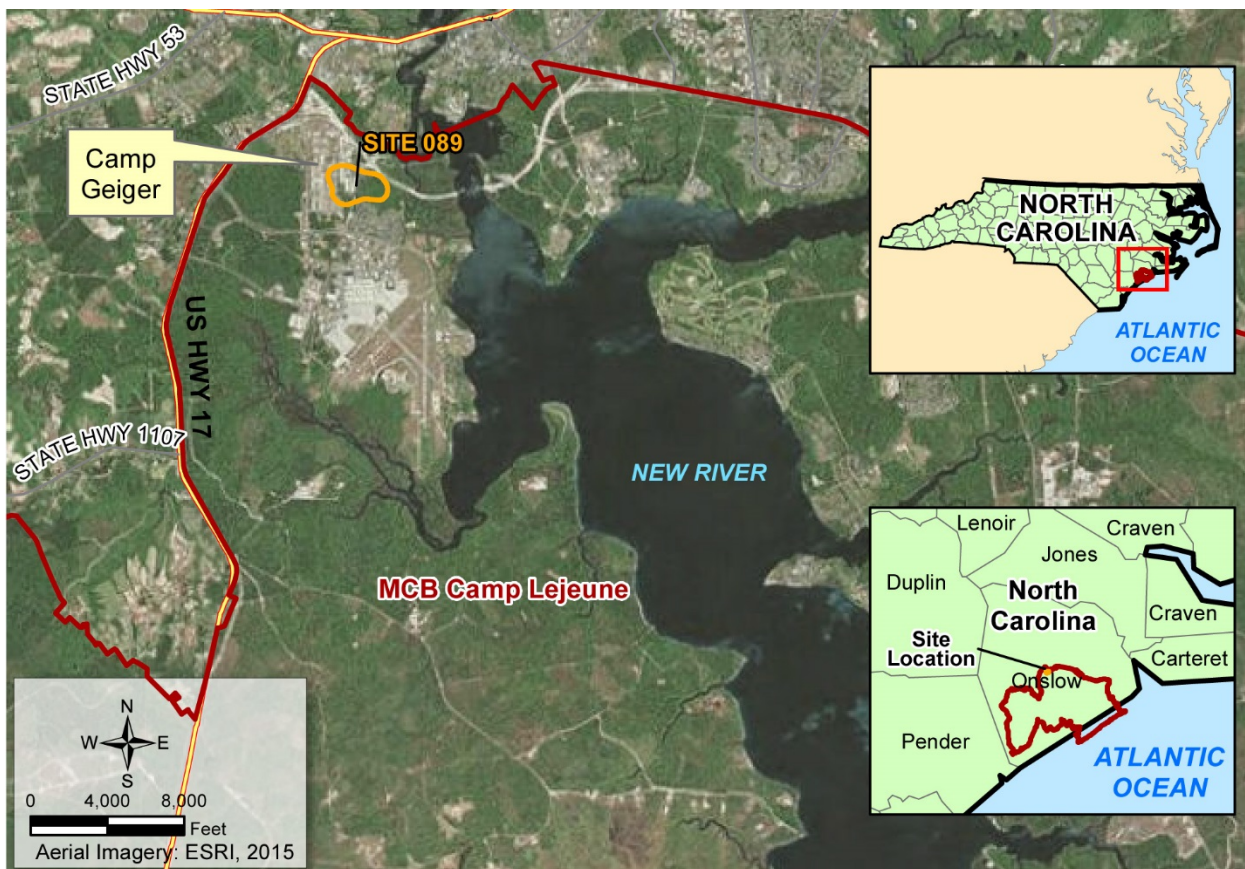 STATE HWY 53
Camp
Geiger
SITE 089
US HWY 17
STATE HWY 1107
NEW RIVER
MCB Camp Lejeune
N
W
E
S
0
4,000
8,000
Feet
Aerial Imagery: ESRI, 2015
NORTH
CAROLINA
ATLANTIC
OCEAN
Lenoir
Craven
Jones
Duplin
North
Carolina
Craven
Site
Location
Carteret
Onslow
Pender
ATLANTIC
OCEAN